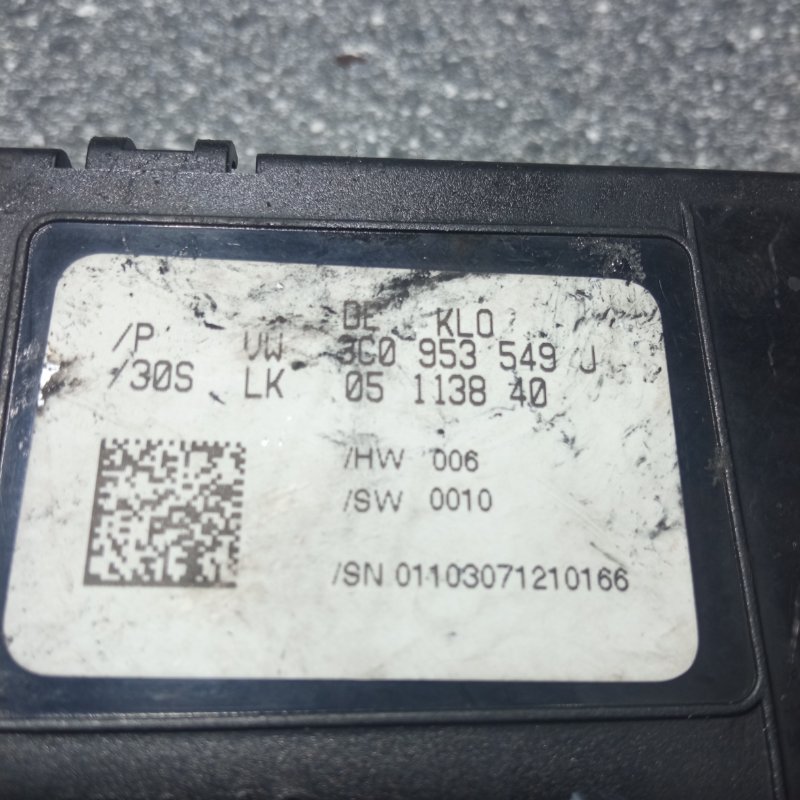 DE KLO
/P VW 3C0 953 549 J
/30S LK 05 1138 40
/HW 006
/SW 0010
/SN 01103071210166